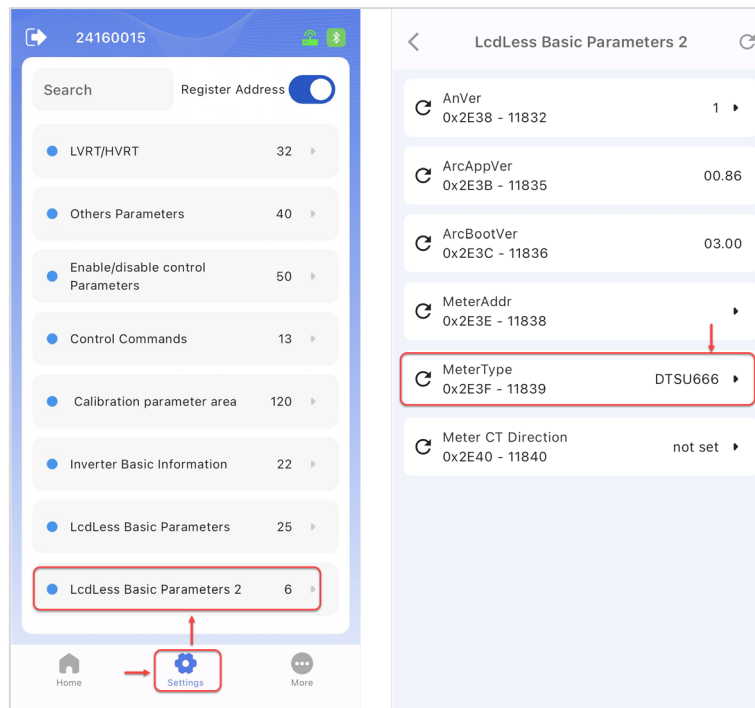 24160015
Search
Register Address
LVRT/HVRT 32
Others Parameters 40
Enable/disable control
Parameters 50
Control Commands 13
Calibration parameter area 120
Inverter Basic Information 22
LcdLess Basic Parameters 25
LcdLess Basic Parameters 2 6
Home
Settings
More
LcdLess Basic Parameters 2
AnVer
0x2E38 - 11832
1
ArcAppVer
0x2E3B - 11835
00.86
ArcBootVer
0x2E3C - 11836
03.00
MeterAddr
0x2E3E - 11838
MeterType
0x2E3F - 11839
DTSU666
Meter CT Direction
0x2E40 - 11840
not set